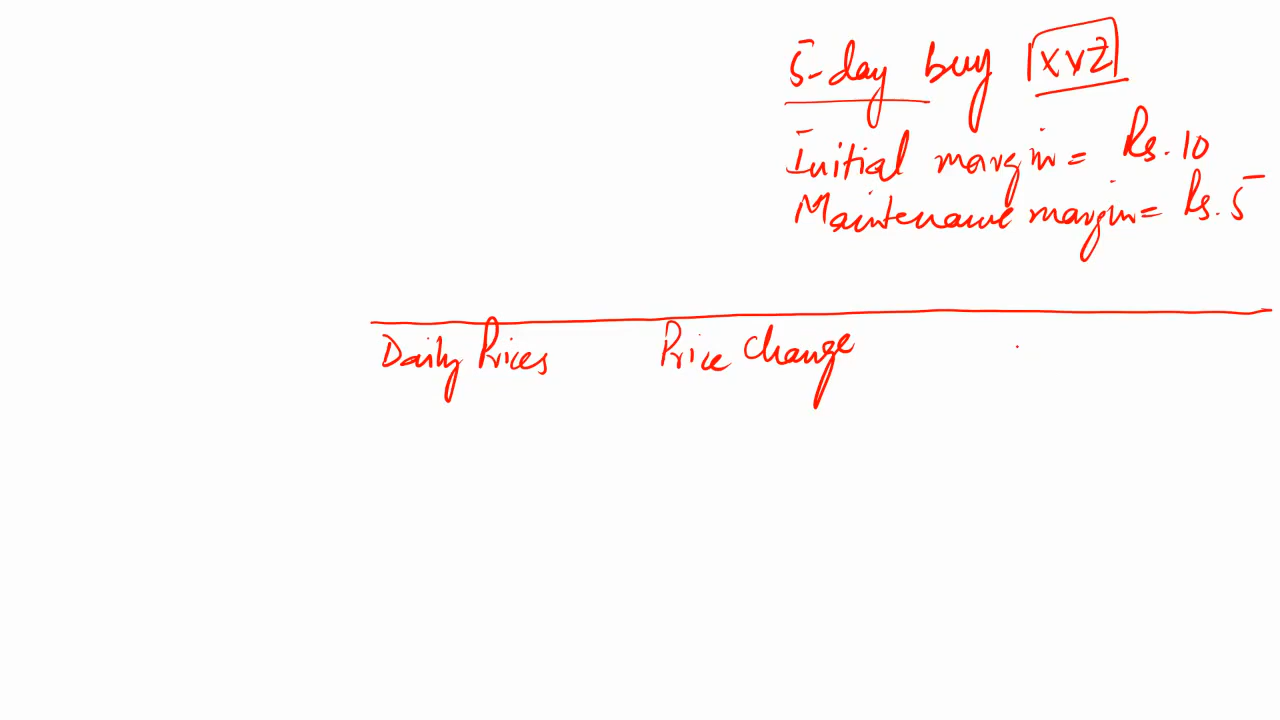 5-day buy XYZ
Initial margin = Rs. 10
Maintenance margin = Rs. 5
Daily Prices Price Change